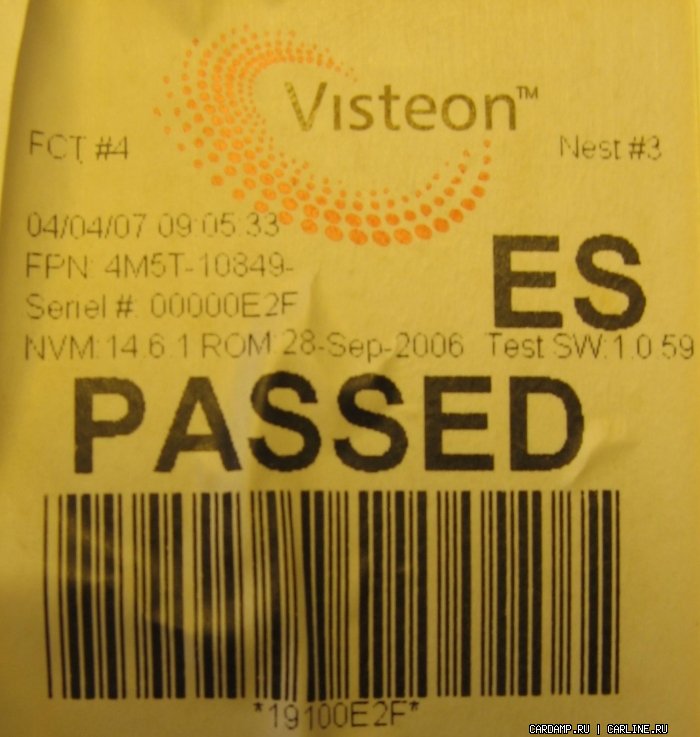 Visteon™
FCT #4 Nest #3
04/04/07 09:05:33
FPN: 4M5T-10849-
ES
Seriel #: 00000E2F
NVM:14.6.1 ROM:28-Sep-2006 Test SW:1.0.59
PASSED
*19100E2F*
CARDAMP.RU | CARLINE.RU